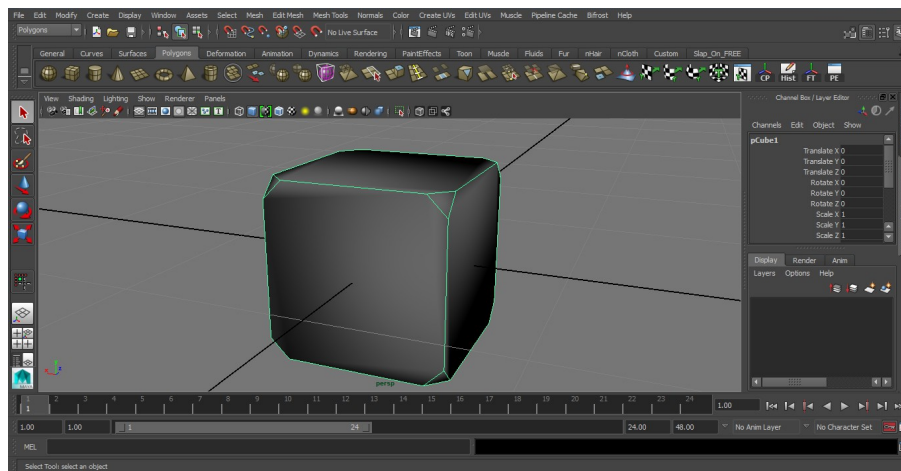 File Edit Modify Create Display Window Assets Select Mesh Edit Mesh Mesh Tools Normals Color Create UVs Edit UVs Muscle Pipeline Cache Bifrost Help
Polygons No Live Surface
General Curves Surfaces Polygons Deformation Animation Dynamics Rendering PaintEffects Toon Muscle Fluids Fur nHair nCloth Custom Slap_On_FREE
CP Hist FT PE
View Shading Lighting Show Renderer Panels
Channel Box / Layer Editor
Channels Edit Object Show
pCube1
Translate X 0
Translate Y 0
Translate Z 0
Rotate X 0
Rotate Y 0
Rotate Z 0
Scale X 1
Scale Y 1
Scale Z 1
Display Render Anim
Layers Options Help
persp
1 2 3 4 5 6 7 8 9 10 11 12 13 14 15 16 17 18 19 20 21 22 23 24
1 1.00
1.00 1.00 1 24 24.00 48.00 No Anim Layer No Character Set
MEL
Select Tool: select an object